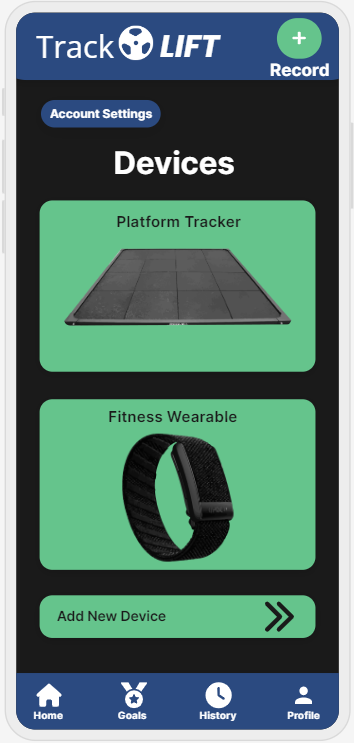 Track LIFT
+
Record
Account Settings
Devices
Platform Tracker
Fitness Wearable
Add New Device
Home Goals History Profile